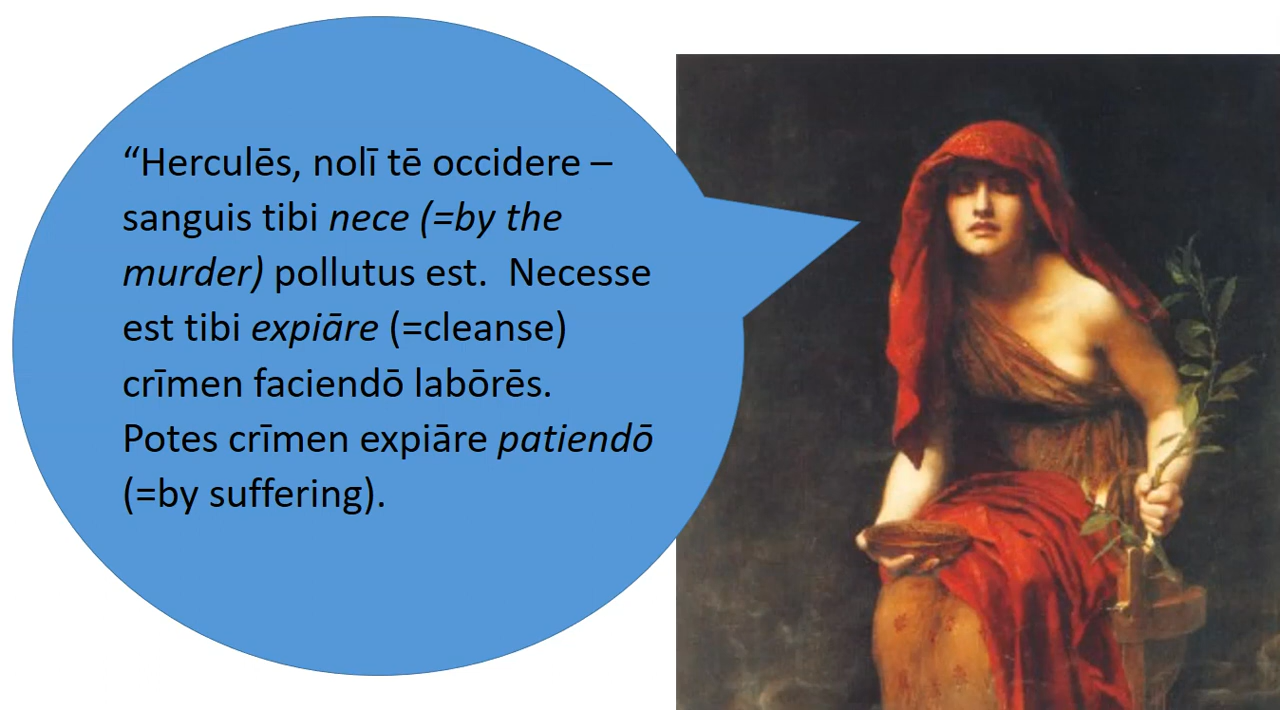 “Herculēs, nolī tē occidere –
sanguis tibi nece (=by the
murder) pollutus est.  Necesse
est tibi expiāre (=cleanse)
crīmen faciendō labōrēs.
Potes crīmen expiāre patiendō
(=by suffering).